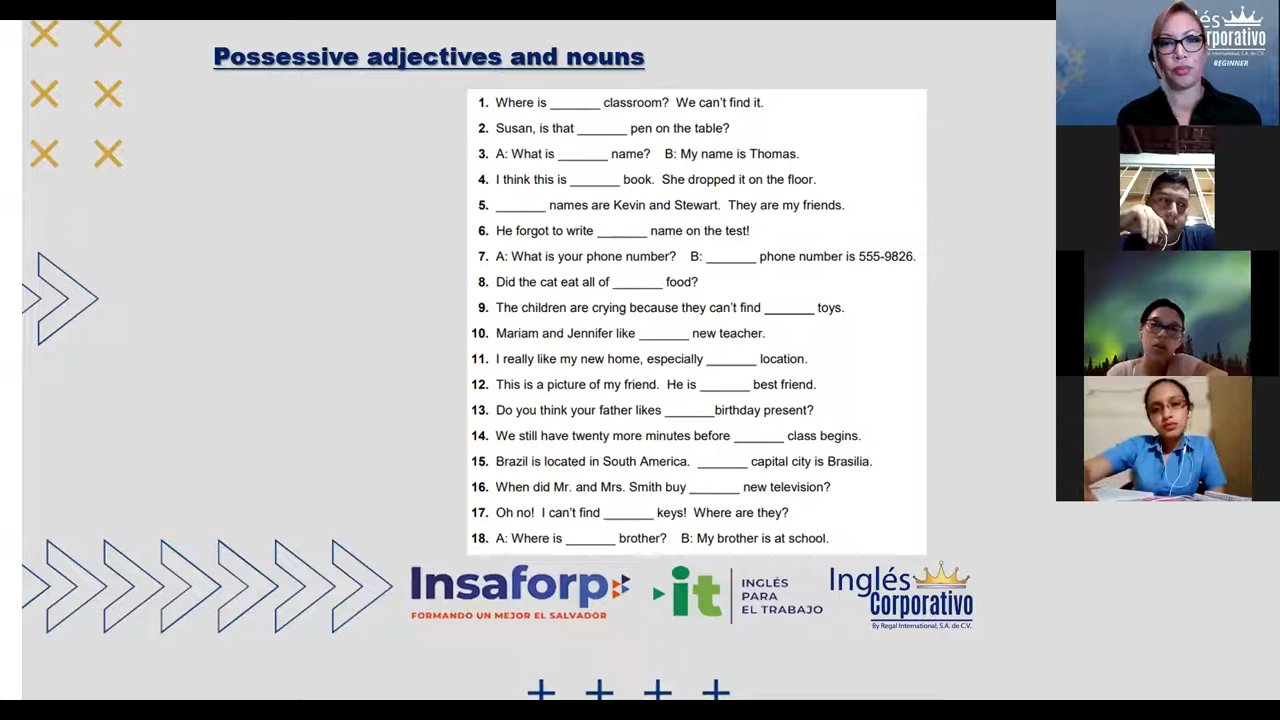 Possessive adjectives and nouns
1. Where is _______ classroom? We can't find it.
2. Susan, is that _______ pen on the table?
3. A: What is _______ name? B: My name is Thomas.
4. I think this is _______ book. She dropped it on the floor.
5. _______ names are Kevin and Stewart. They are my friends.
6. He forgot to write _______ name on the test!
7. A: What is your phone number? B: _______ phone number is 555-9826.
8. Did the cat eat all of _______ food?
9. The children are crying because they can't find _______ toys.
10. Mariam and Jennifer like _______ new teacher.
11. I really like my new home, especially _______ location.
12. This is a picture of my friend. He is _______ best friend.
13. Do you think your father likes _______birthday present?
14. We still have twenty more minutes before _______ class begins.
15. Brazil is located in South America. _______ capital city is Brasilia.
16. When did Mr. and Mrs. Smith buy _______ new television?
17. Oh no! I can't find _______ keys! Where are they?
18. A: Where is _______ brother? B: My brother is at school.
Insaforp
FORMANDO UN MEJOR EL SALVADOR
it
INGLÉS
PARA
EL TRABAJO
Inglés
Corporativo
By Regal International, S.A. de C.V.
és
rporativo
BEGINNER